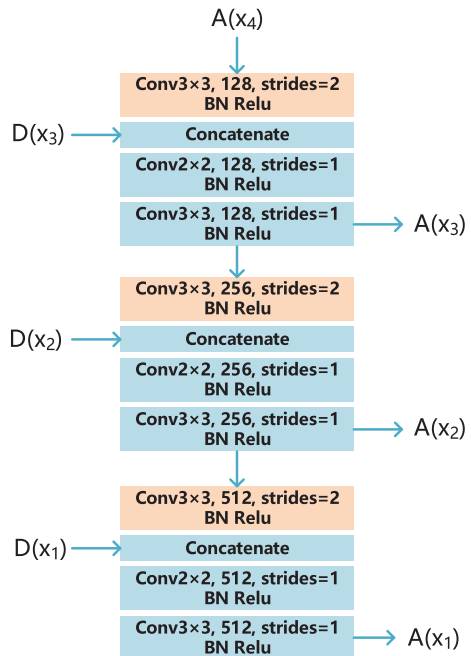 A(x₄)
Conv3×3, 128, strides=2
BN Relu
D(x₃)
Concatenate
Conv2×2, 128, strides=1
BN Relu
Conv3×3, 128, strides=1
BN Relu
A(x₃)
Conv3×3, 256, strides=2
BN Relu
D(x₂)
Concatenate
Conv2×2, 256, strides=1
BN Relu
Conv3×3, 256, strides=1
BN Relu
A(x₂)
Conv3×3, 512, strides=2
BN Relu
D(x₁)
Concatenate
Conv2×2, 512, strides=1
BN Relu
Conv3×3, 512, strides=1
BN Relu
A(x₁)